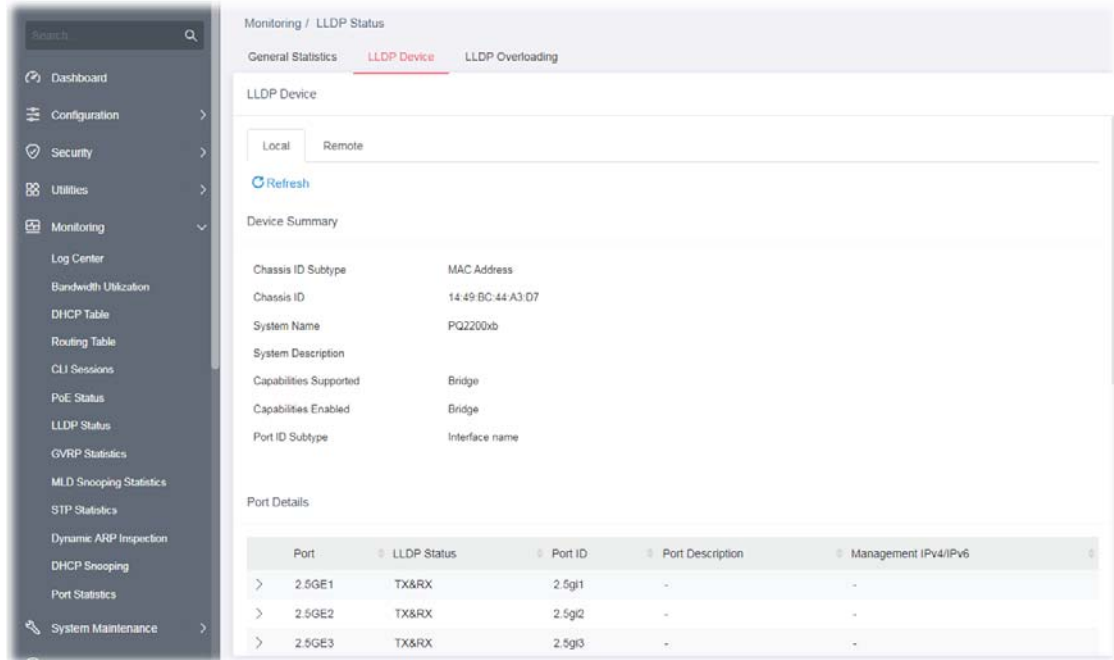 Search...
Dashboard
Configuration
Security
Utilities
Monitoring
Log Center
Bandwidth Utilization
DHCP Table
Routing Table
CLI Sessions
PoE Status
LLDP Status
GVRP Statistics
MLD Snooping Statistics
STP Statistics
Dynamic ARP Inspection
DHCP Snooping
Port Statistics
System Maintenance
Monitoring / LLDP Status
General Statistics LLDP Device LLDP Overloading
LLDP Device
Local Remote
Refresh
Device Summary
Chassis ID Subtype MAC Address
Chassis ID 14:49:BC:44:A3:D7
System Name PQ2200xb
System Description
Capabilities Supported Bridge
Capabilities Enabled Bridge
Port ID Subtype Interface name
Port Details
Port LLDP Status Port ID Port Description Management IPv4/IPv6
2.5GE1 TX&RX 2.5gi1 - -
2.5GE2 TX&RX 2.5gi2 - -
2.5GE3 TX&RX 2.5gi3 - -